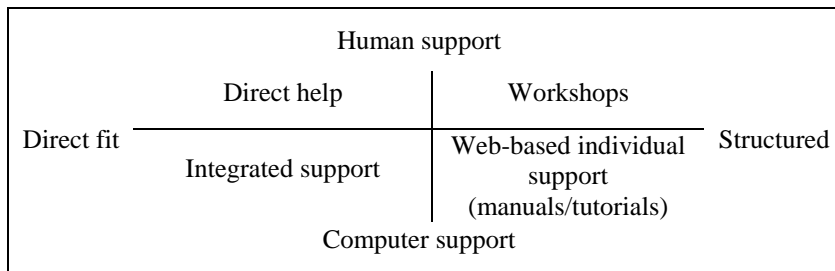 Human support
Direct help
Workshops
Direct fit
Structured
Integrated support
Web-based individual
support
(manuals/tutorials)
Computer support